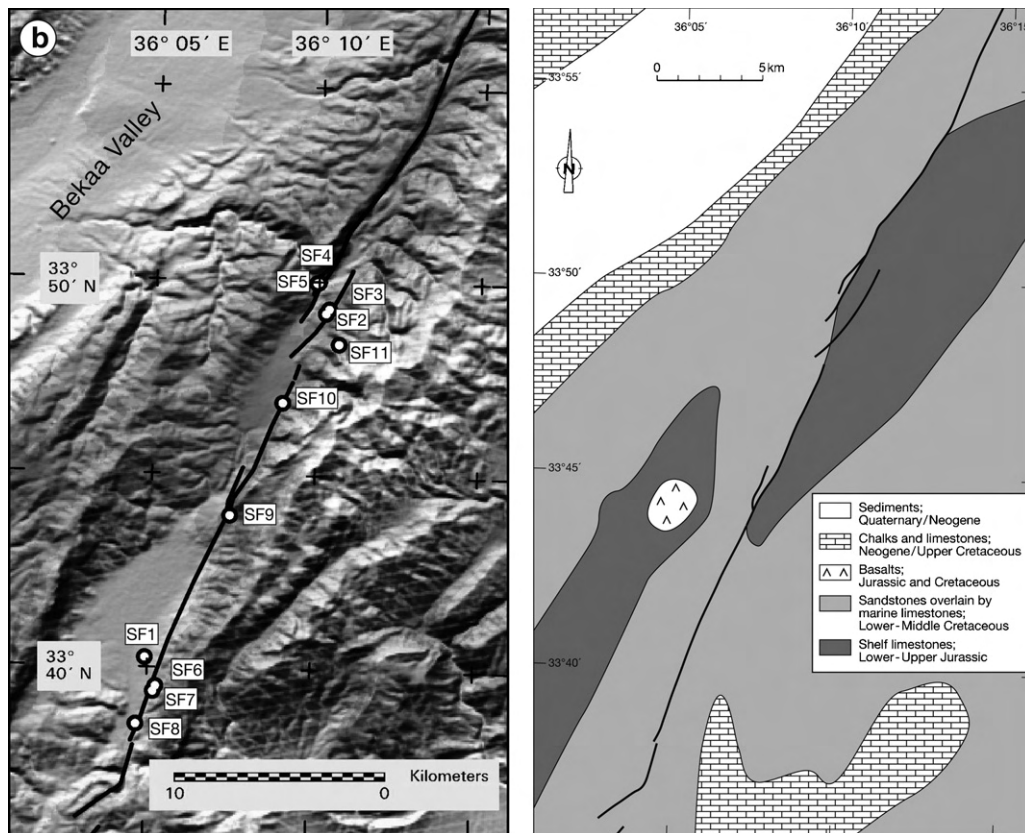 b
36 05′ E
36 10′ E
Bekaa Valley
33°
50′ N
SF4
SF5
SF3
SF2
SF11
SF10
SF9
SF1
33°
40′ N
SF6
SF7
SF8
Kilometers
10 0
36°05′
36°10′
36°15
0 5km
33°55′
N
33°50′
33°45′
33°40′
Sediments;
Quaternary/Neogene
Chalks and limestones;
Neogene/Upper Cretaceous
Basalts;
Jurassic and Cretaceous
Sandstones overlain by
marine limestones;
Lower-Middle Cretaceous
Shelf limestones;
Lower-Upper Jurassic